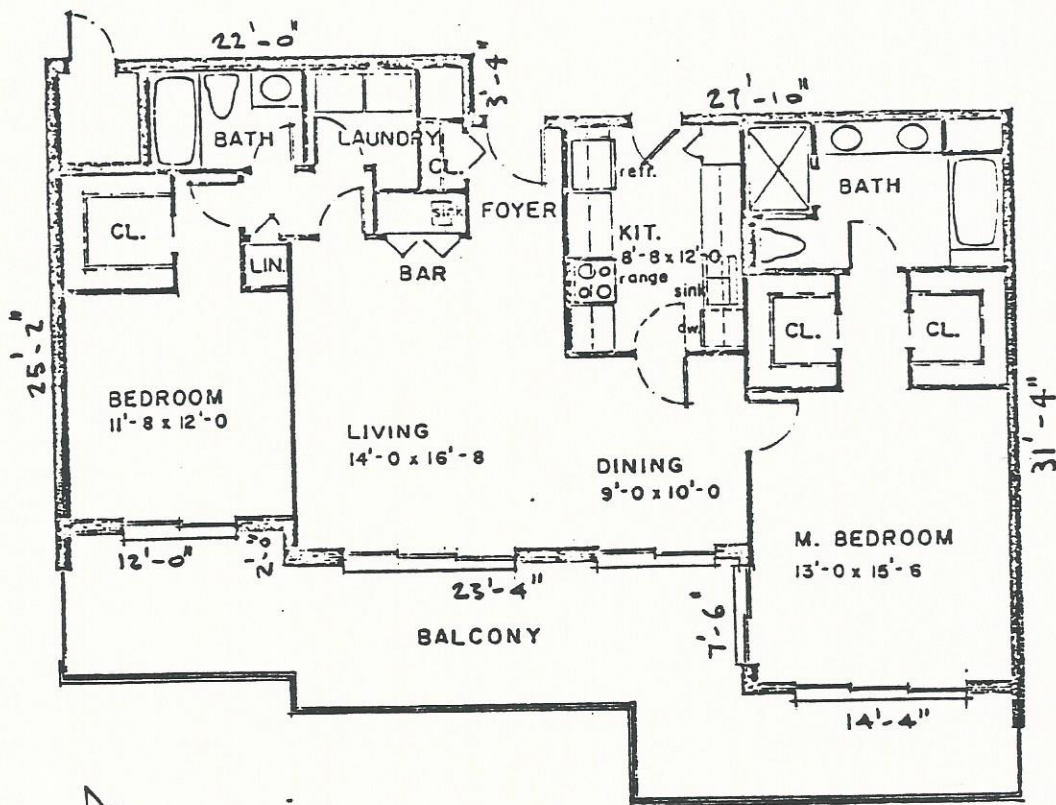 22'-0"
3'-4"
27'-10"
BATH
LAUNDRY
CL.
refr.
BATH
CL.
sink
FOYER
KIT.
8'-8 x 12'-0
LIN.
BAR
range
sink
CL.
CL.
dw.
25'-2"
BEDROOM
11'-8 x 12'-0
31'-4"
LIVING
14'-0 x 16'-8
DINING
9'-0 x 10'-0
M. BEDROOM
13'-0 x 15'-6
12'-0"
2'-0"
23'-4"
7'-6"
BALCONY
14'-4"